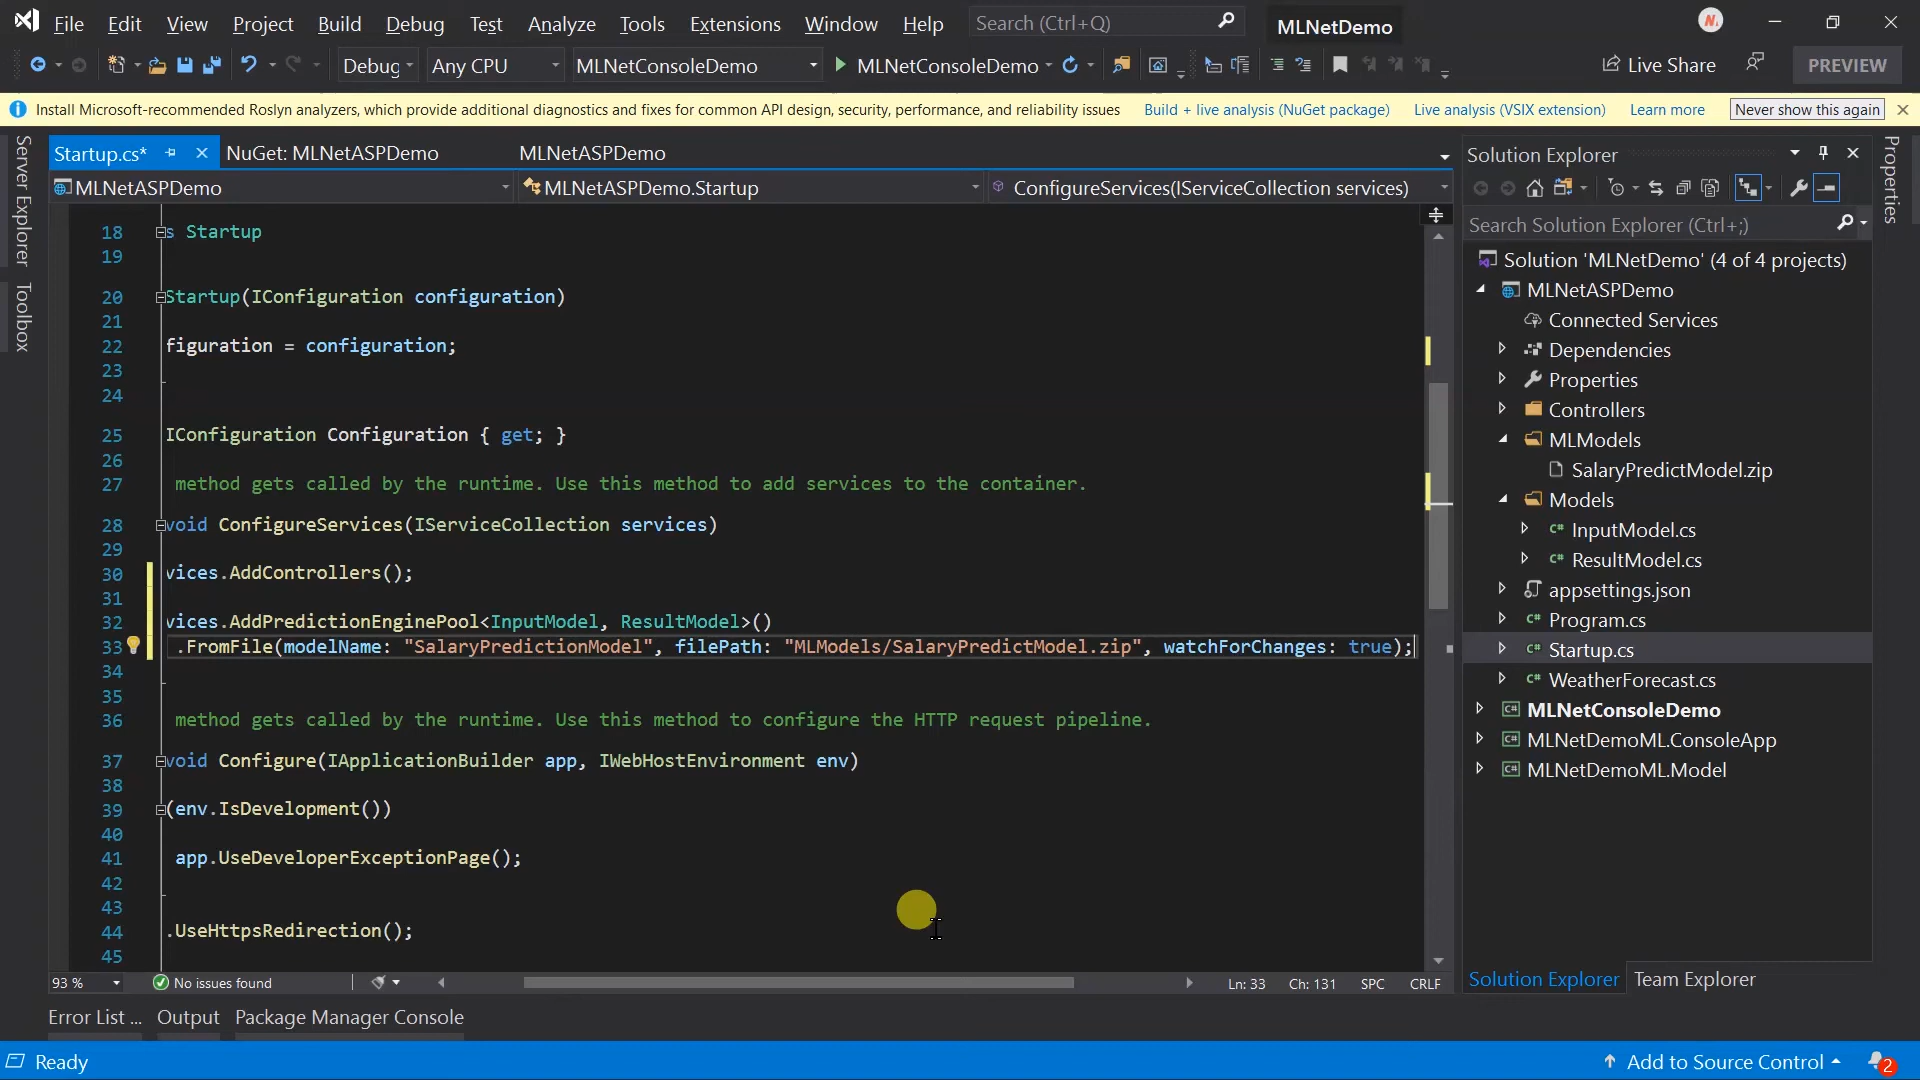 File Edit View Project Build Debug Test Analyze Tools Extensions Window Help Search (Ctrl+Q) MLNetDemo
Debug Any CPU MLNetConsoleDemo MLNetConsoleDemo Live Share PREVIEW
Install Microsoft-recommended Roslyn analyzers, which provide additional diagnostics and fixes for common API design, security, performance, and reliability issues Build + live analysis (NuGet package) Live analysis (VSIX extension) Learn more Never show this again
Server Explorer
Toolbox
Startup.cs* NuGet: MLNetASPDemo MLNetASPDemo
MLNetASPDemo MLNetASPDemo.Startup ConfigureServices(IServiceCollection services)
18 s Startup
19
20 Startup(IConfiguration configuration)
21
22 figuration = configuration;
23
24
25 IConfiguration Configuration { get; }
26
27 method gets called by the runtime. Use this method to add services to the container.
28 void ConfigureServices(IServiceCollection services)
29
30 vices.AddControllers();
31
32 vices.AddPredictionEnginePool<InputModel, ResultModel>()
33 .FromFile(modelName: "SalaryPredictionModel", filePath: "MLModels/SalaryPredictModel.zip", watchForChanges: true);
34
35
36 method gets called by the runtime. Use this method to configure the HTTP request pipeline.
37 void Configure(IApplicationBuilder app, IWebHostEnvironment env)
38
39 (env.IsDevelopment())
40
41 app.UseDeveloperExceptionPage();
42
43
44 .UseHttpsRedirection();
45
93 % No issues found Ln: 33 Ch: 131 SPC CRLF
Error List ... Output Package Manager Console
Solution Explorer
Search Solution Explorer (Ctrl+;)
Solution 'MLNetDemo' (4 of 4 projects)
MLNetASPDemo
Connected Services
Dependencies
Properties
Controllers
MLModels
SalaryPredictModel.zip
Models
C# InputModel.cs
C# ResultModel.cs
appsettings.json
C# Program.cs
C# Startup.cs
C# WeatherForecast.cs
C# MLNetConsoleDemo
C# MLNetDemoML.ConsoleApp
C# MLNetDemoML.Model
Solution Explorer Team Explorer
Properties
Ready Add to Source Control 2